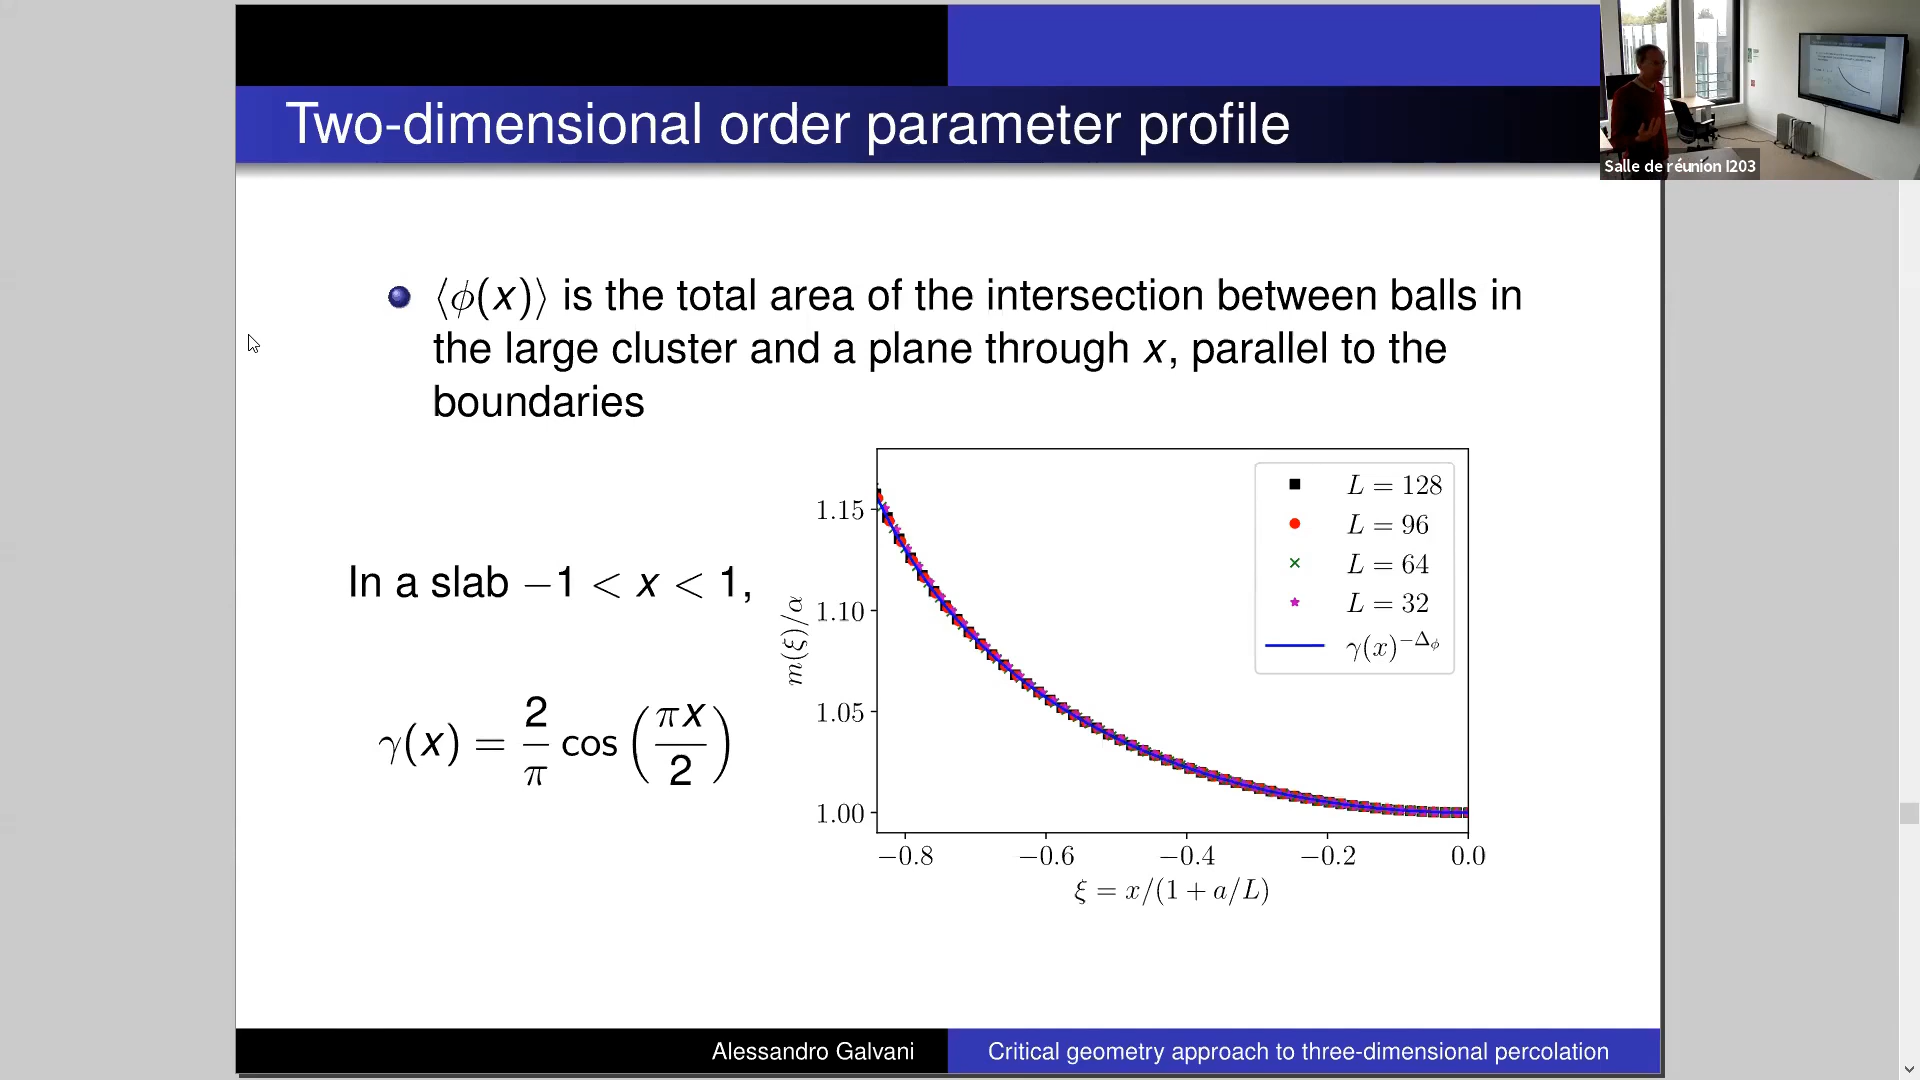 Two-dimensional order parameter profile
Salle de réunion I203
⟨ϕ(x)⟩ is the total area of the intersection between balls in
the large cluster and a plane through x, parallel to the
boundaries
In a slab −1 < x < 1,
γ(x) = 2/π cos(πx/2)
m(ξ)/α
1.15
1.10
1.05
1.00
L = 128
L = 96
L = 64
L = 32
γ(x)^{−Δ_ϕ}
−0.8 −0.6 −0.4 −0.2 0.0
ξ = x/(1 + a/L)
Alessandro Galvani
Critical geometry approach to three-dimensional percolation